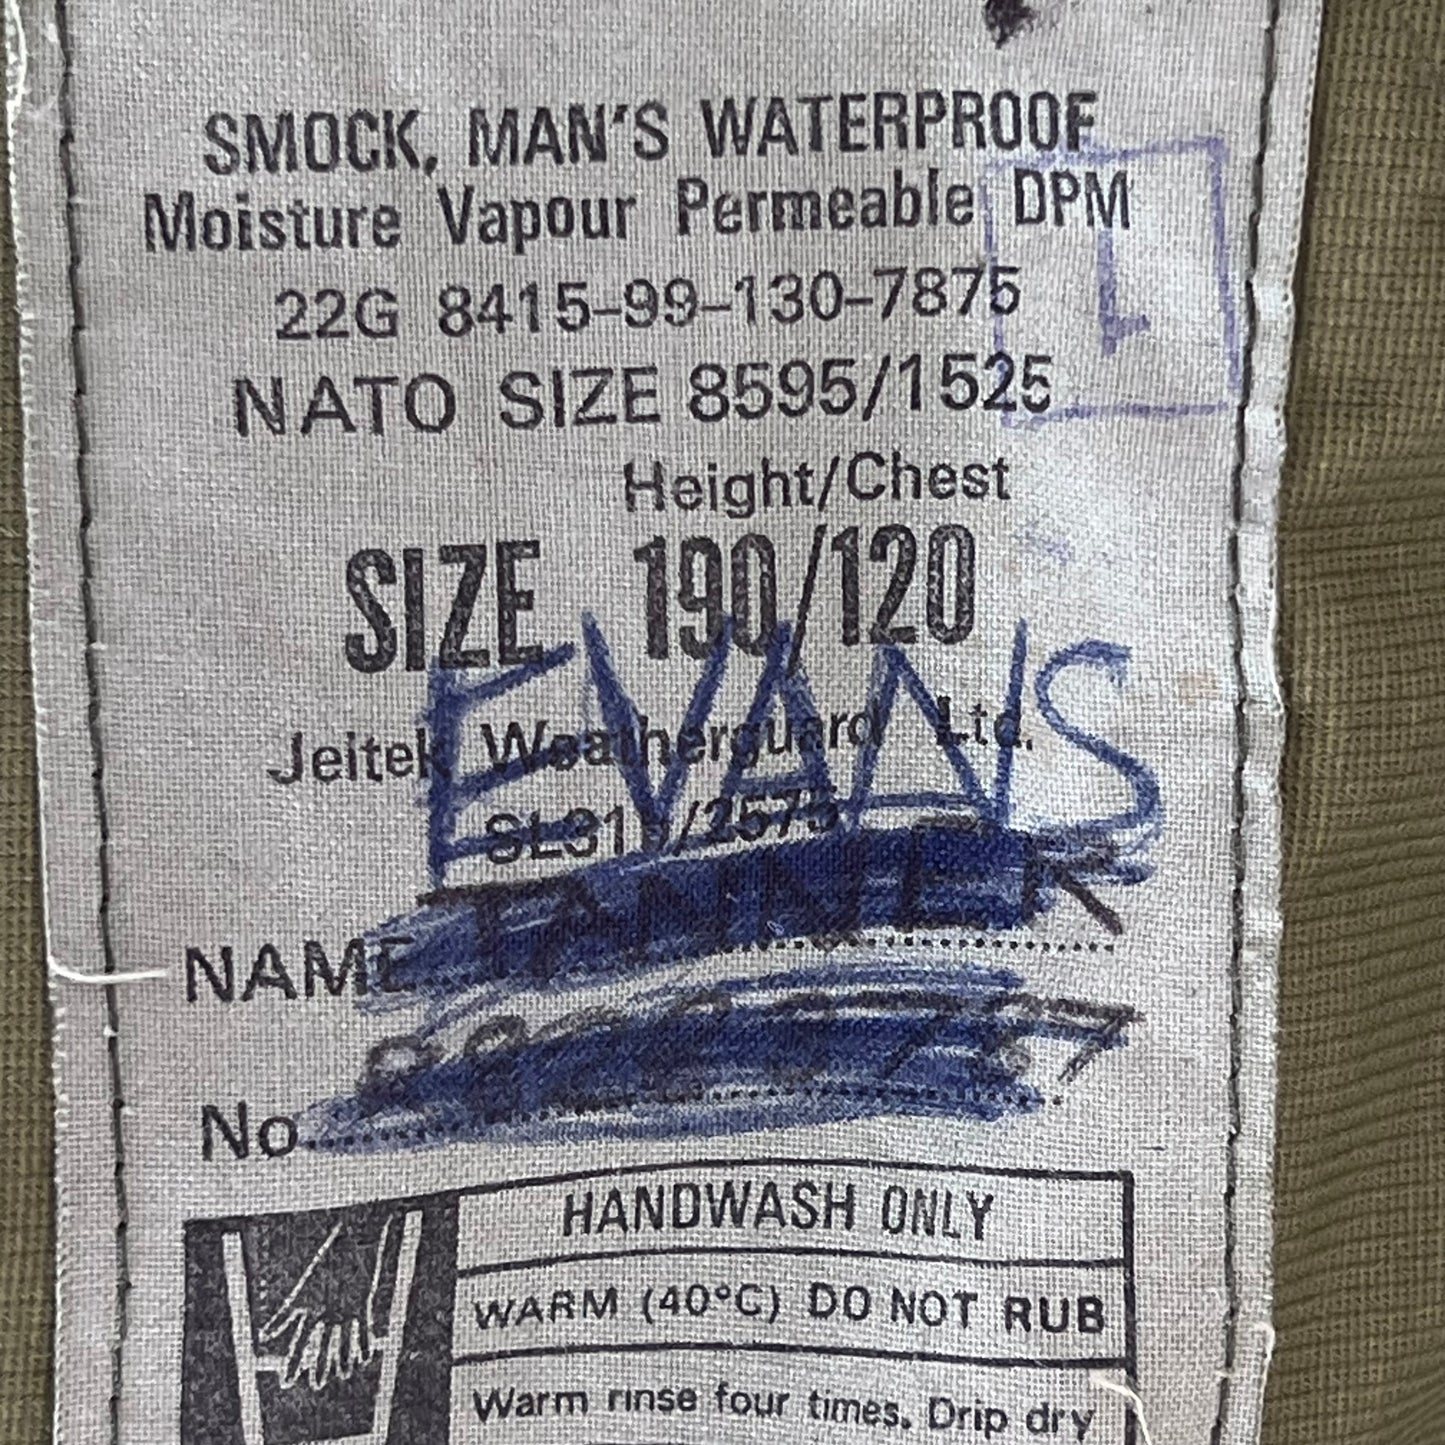 SMOCK, MAN'S WATERPROOF
Moisture Vapour Permeable DPM
22G 8415-99-130-7875
NATO SIZE 8595/1525
Height/Chest
SIZE 190/120
EVANS
Jeitek Weatherguard Ltd.
NAME TANNER
No
HANDWASH ONLY
WARM (40°C) DO NOT RUB
Warm rinse four times. Drip dry